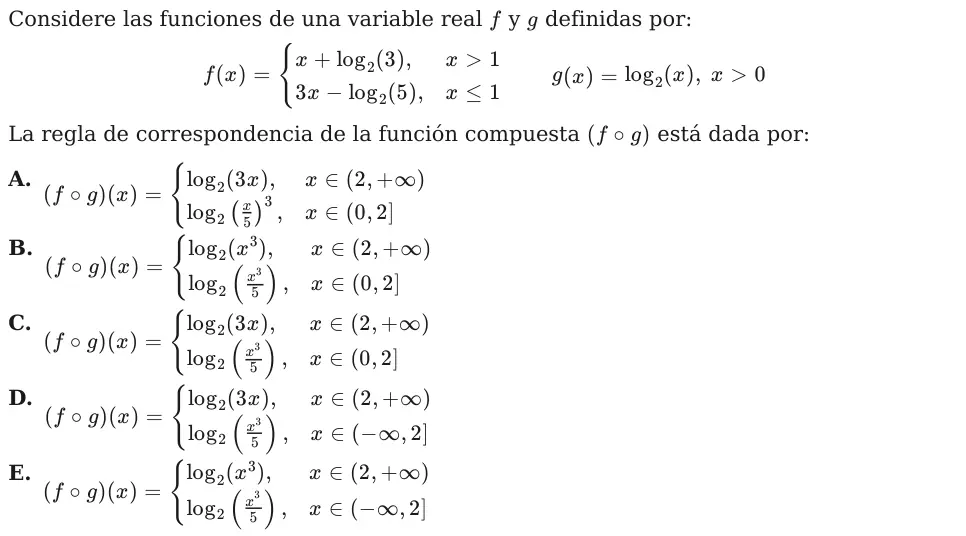 Considere las funciones de una variable real f y g definidas por:
f(x) = { x + log₂(3), x > 1
3x − log₂(5), x ≤ 1
g(x) = log₂(x), x > 0
La regla de correspondencia de la función compuesta (f ∘ g) está dada por:
A. (f ∘ g)(x) = { log₂(3x), x ∈ (2, +∞)
log₂ (x/5)³, x ∈ (0, 2]
B. (f ∘ g)(x) = { log₂(x³), x ∈ (2, +∞)
log₂ (x³/5), x ∈ (0, 2]
C. (f ∘ g)(x) = { log₂(3x), x ∈ (2, +∞)
log₂ (x³/5), x ∈ (0, 2]
D. (f ∘ g)(x) = { log₂(3x), x ∈ (2, +∞)
log₂ (x³/5), x ∈ (−∞, 2]
E. (f ∘ g)(x) = { log₂(x³), x ∈ (2, +∞)
log₂ (x³/5), x ∈ (−∞, 2]